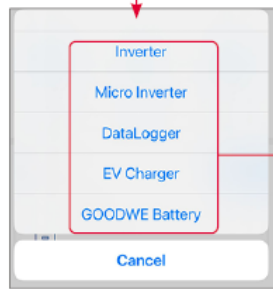 Inverter
Micro Inverter
DataLogger
EV Charger
GOODWE Battery
Cancel